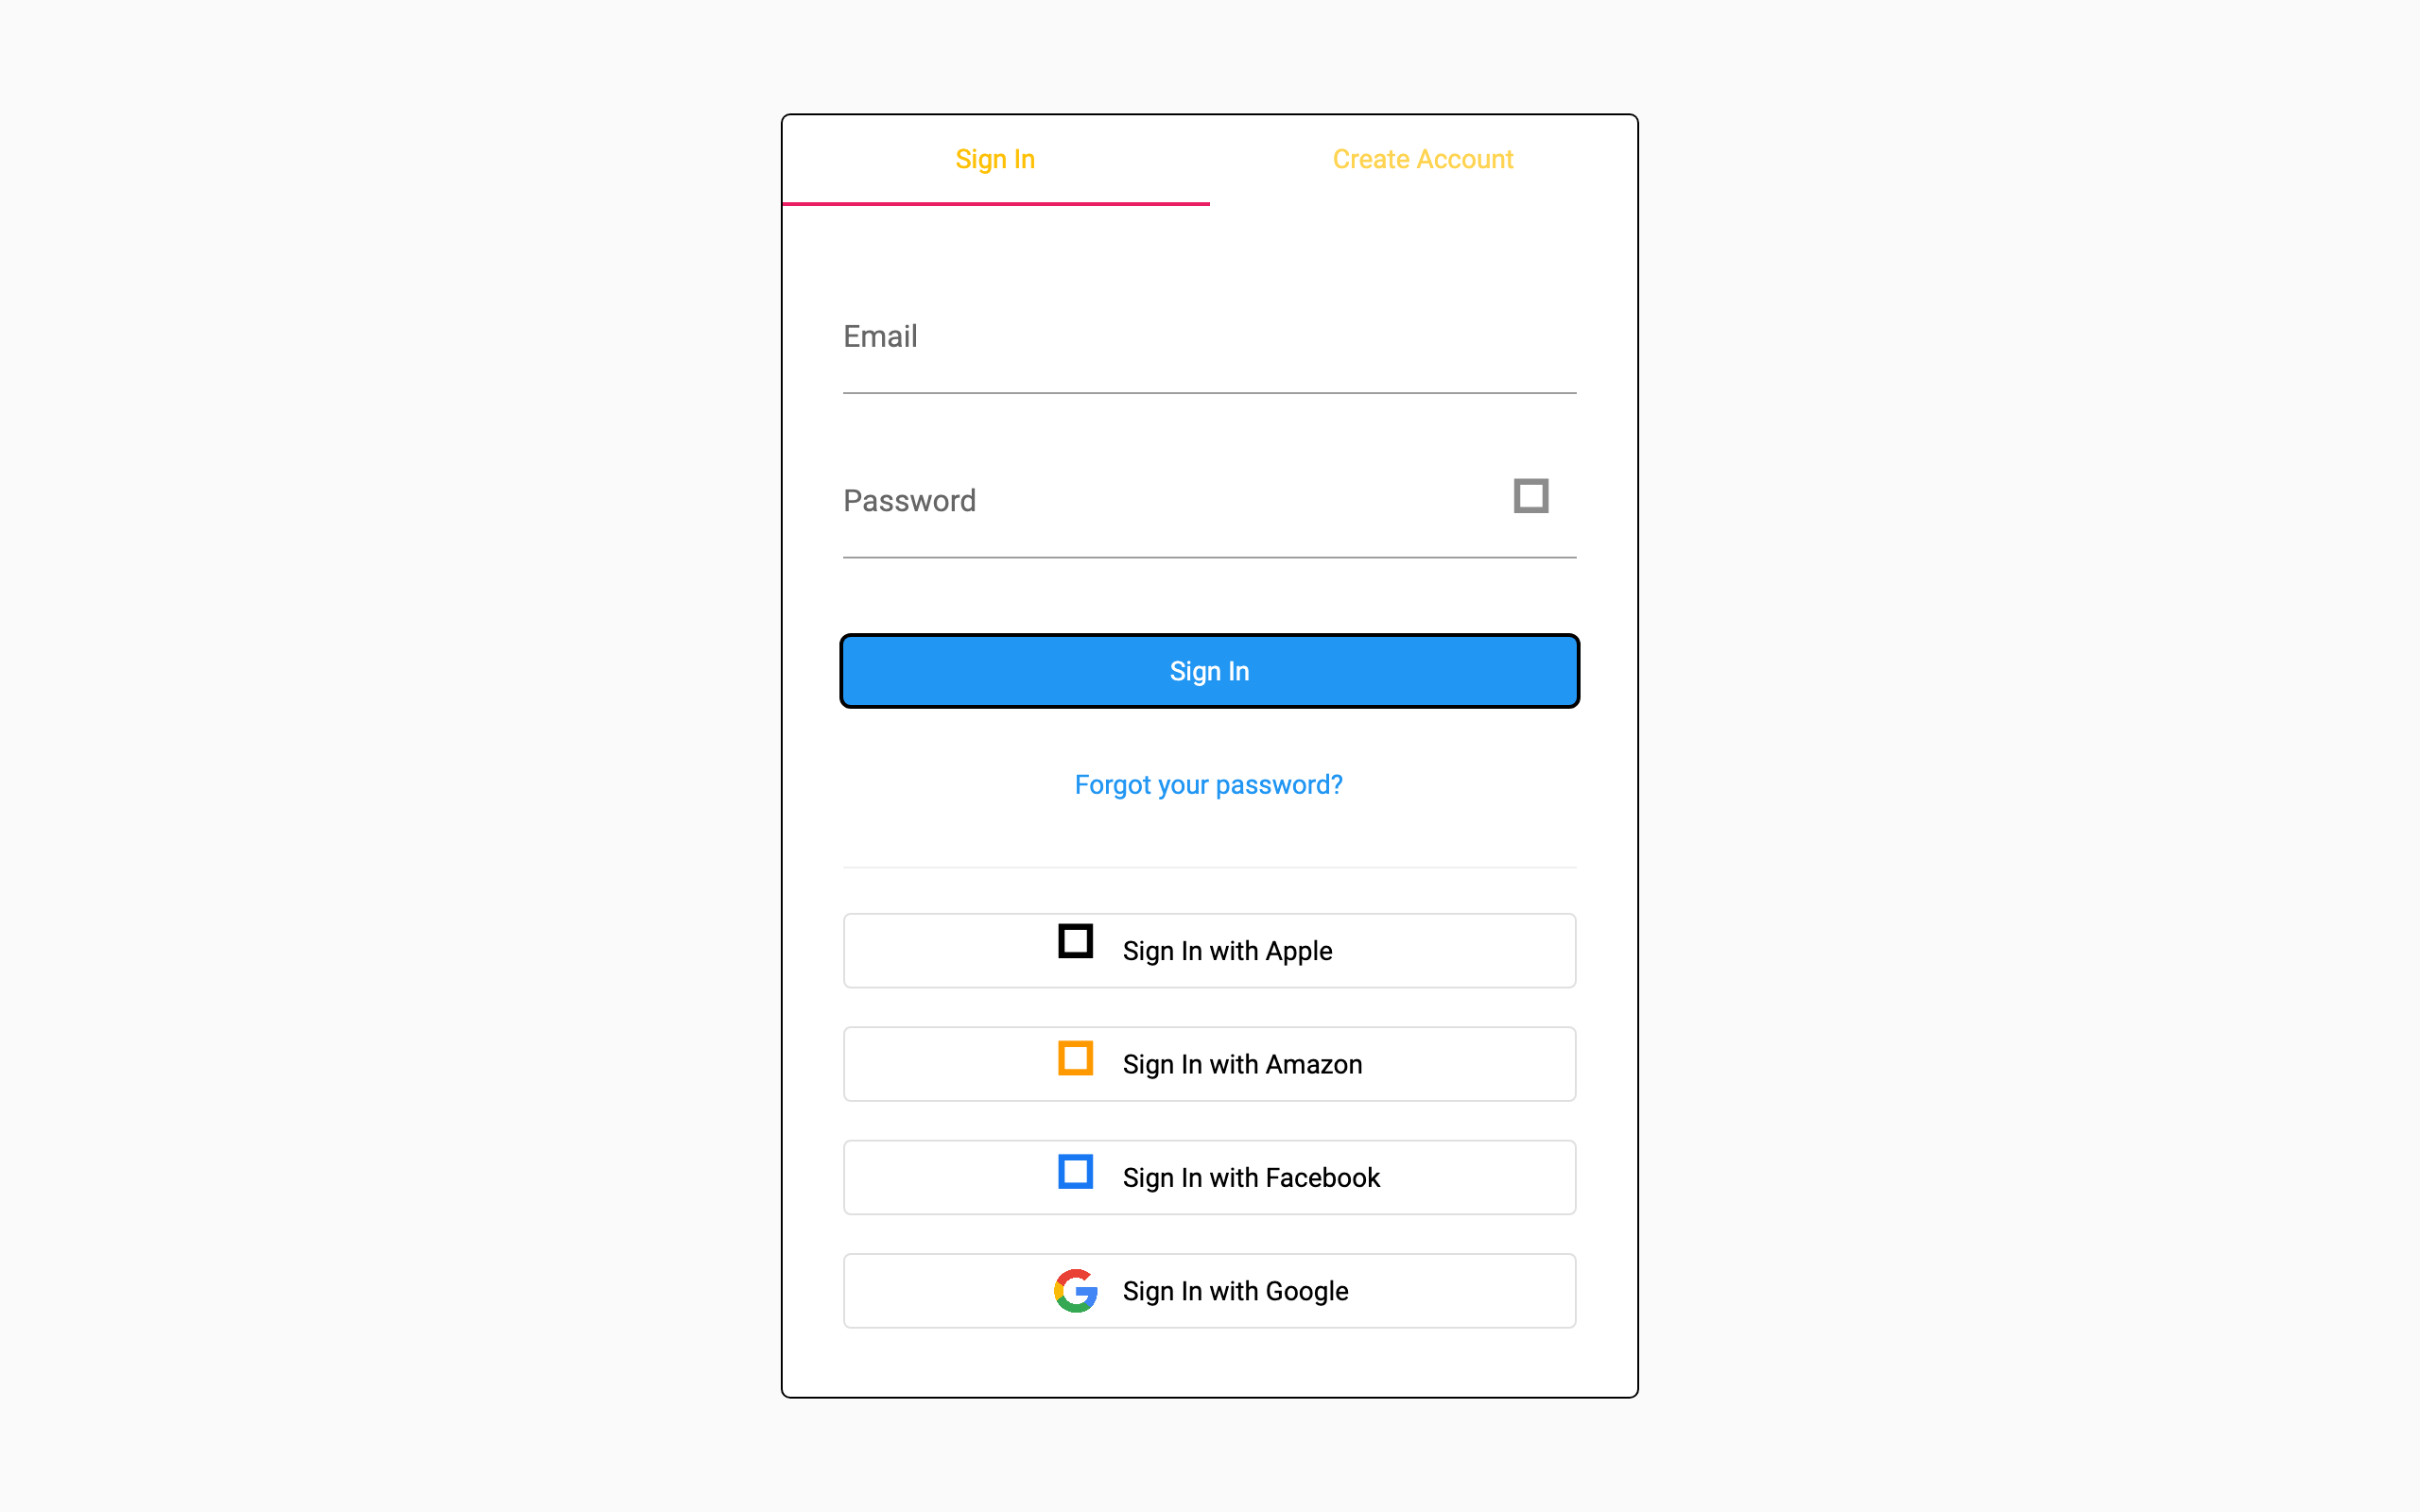 Sign In
Create Account
Email
Password
Sign In
Forgot your password?
Sign In with Apple
Sign In with Amazon
Sign In with Facebook
Sign In with Google